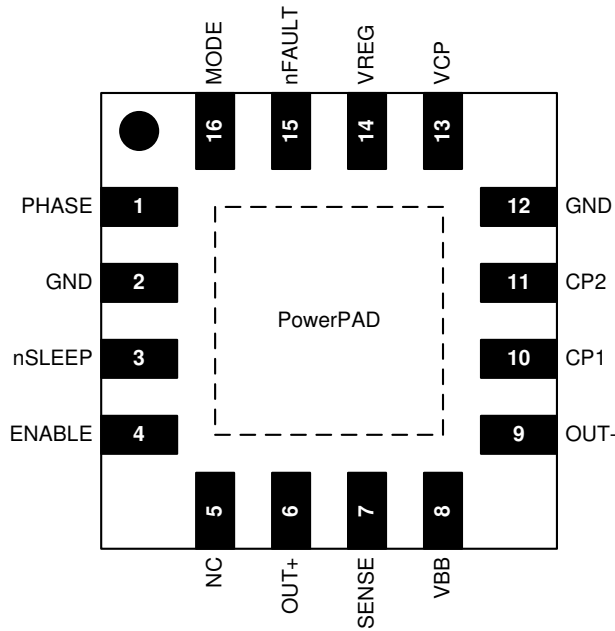 MODE
nFAULT
VREG
VCP
16
15
14
13
PHASE 1
12 GND
GND 2
11 CP2
nSLEEP 3
10 CP1
ENABLE 4
9 OUT-
PowerPAD
5
6
7
8
NC
OUT+
SENSE
VBB